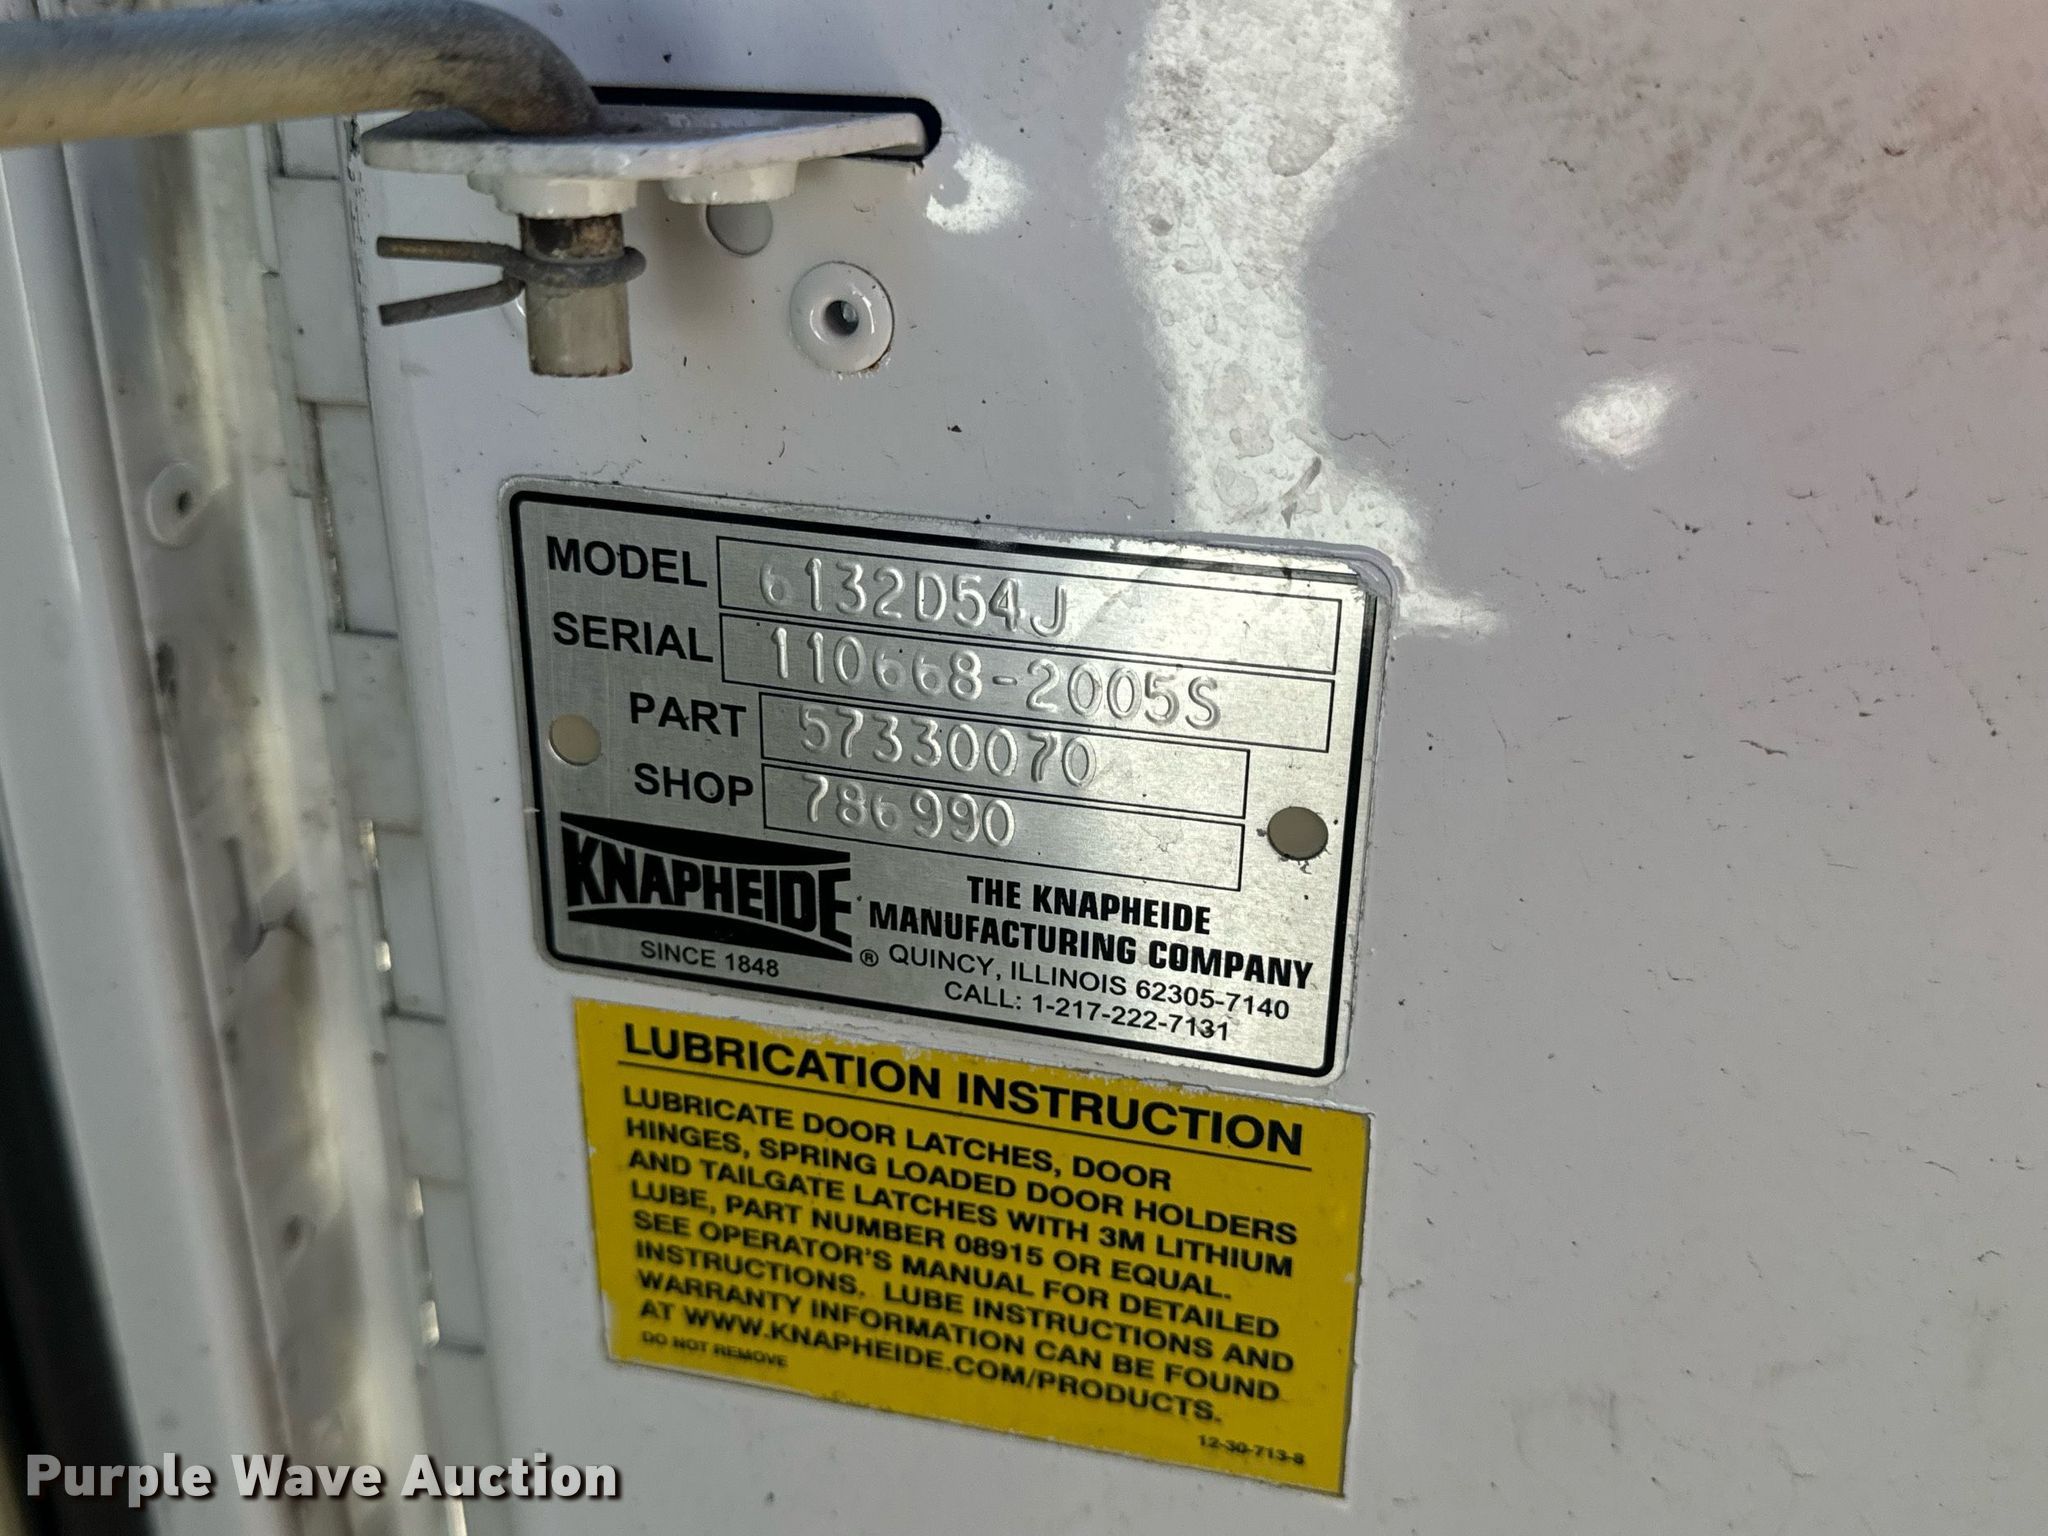 MODEL 6132D54J
SERIAL 110668-2005S
PART 57330070
SHOP 786990
KNAPHEIDE®
SINCE 1848
THE KNAPHEIDE
MANUFACTURING COMPANY
QUINCY, ILLINOIS 62305-7140
CALL: 1-217-222-7131
LUBRICATION INSTRUCTION
LUBRICATE DOOR LATCHES, DOOR
HINGES, SPRING LOADED DOOR HOLDERS
AND TAILGATE LATCHES WITH 3M LITHIUM
LUBE, PART NUMBER 08915 OR EQUAL.
SEE OPERATOR'S MANUAL FOR DETAILED
INSTRUCTIONS. LUBE INSTRUCTIONS AND
WARRANTY INFORMATION CAN BE FOUND
AT WWW.KNAPHEIDE.COM/PRODUCTS.
DO NOT REMOVE
12-30-713-8
Purple Wave Auction